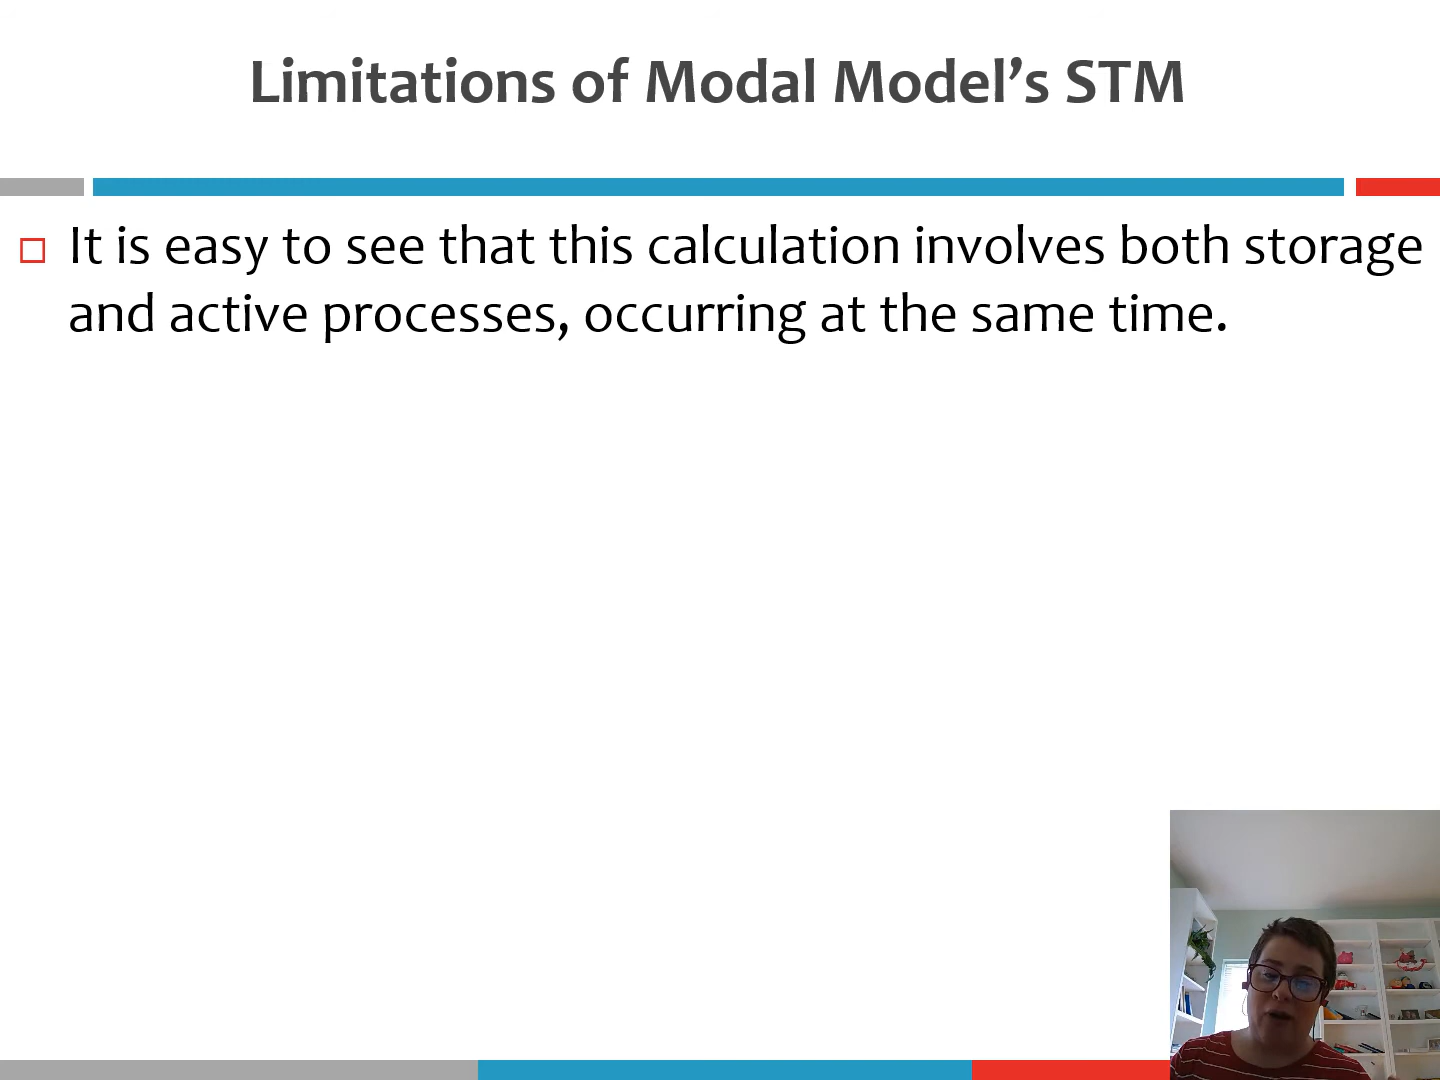 Limitations of Modal Model’s STM
It is easy to see that this calculation involves both storage
and active processes, occurring at the same time.